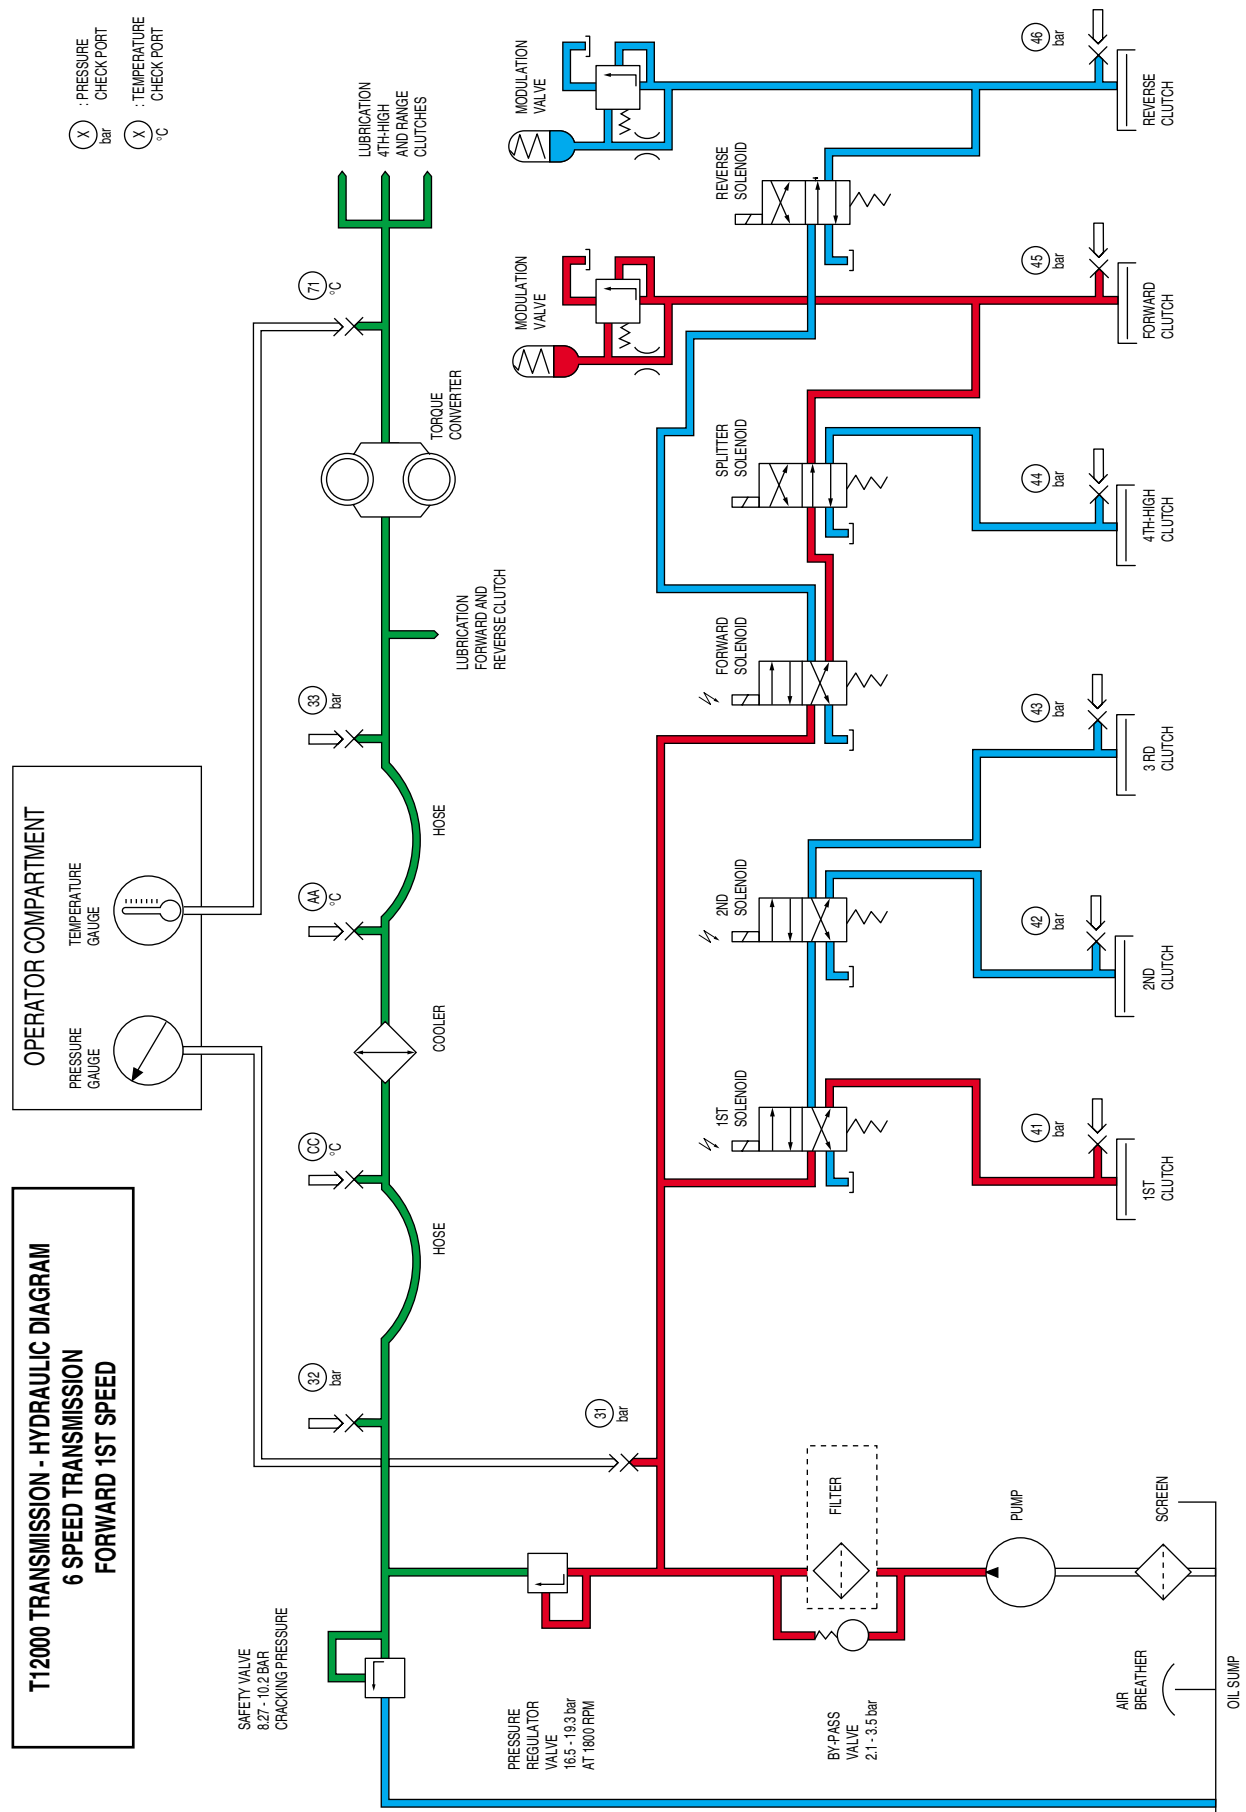 T12000 TRANSMISSION - HYDRAULIC DIAGRAM
6 SPEED TRANSMISSION
FORWARD 1ST SPEED
OPERATOR COMPARTMENT
PRESSURE
GAUGE
TEMPERATURE
GAUGE
X
bar
: PRESSURE
CHECK PORT
X
°C
: TEMPERATURE
CHECK PORT
SAFETY VALVE
8.27 - 10.2 BAR
CRACKING PRESSURE
32
bar
HOSE
CC
°C
COOLER
AA
°C
HOSE
33
bar
LUBRICATION
FORWARD AND
REVERSE CLUTCH
TORQUE
CONVERTER
71
°C
LUBRICATION
4TH-HIGH
AND RANGE
CLUTCHES
PRESSURE
REGULATOR
VALVE
16.5 - 19.3 bar
AT 1800 RPM
31
bar
MODULATION
VALVE
MODULATION
VALVE
1ST
SOLENOID
2ND
SOLENOID
FORWARD
SOLENOID
SPLITTER
SOLENOID
REVERSE
SOLENOID
BY-PASS
VALVE
2.1 - 3.5 bar
FILTER
PUMP
SCREEN
AIR
BREATHER
OIL SUMP
41
bar
42
bar
43
bar
44
bar
45
bar
46
bar
1ST
CLUTCH
2ND
CLUTCH
3 RD
CLUTCH
4TH-HIGH
CLUTCH
FORWARD
CLUTCH
REVERSE
CLUTCH